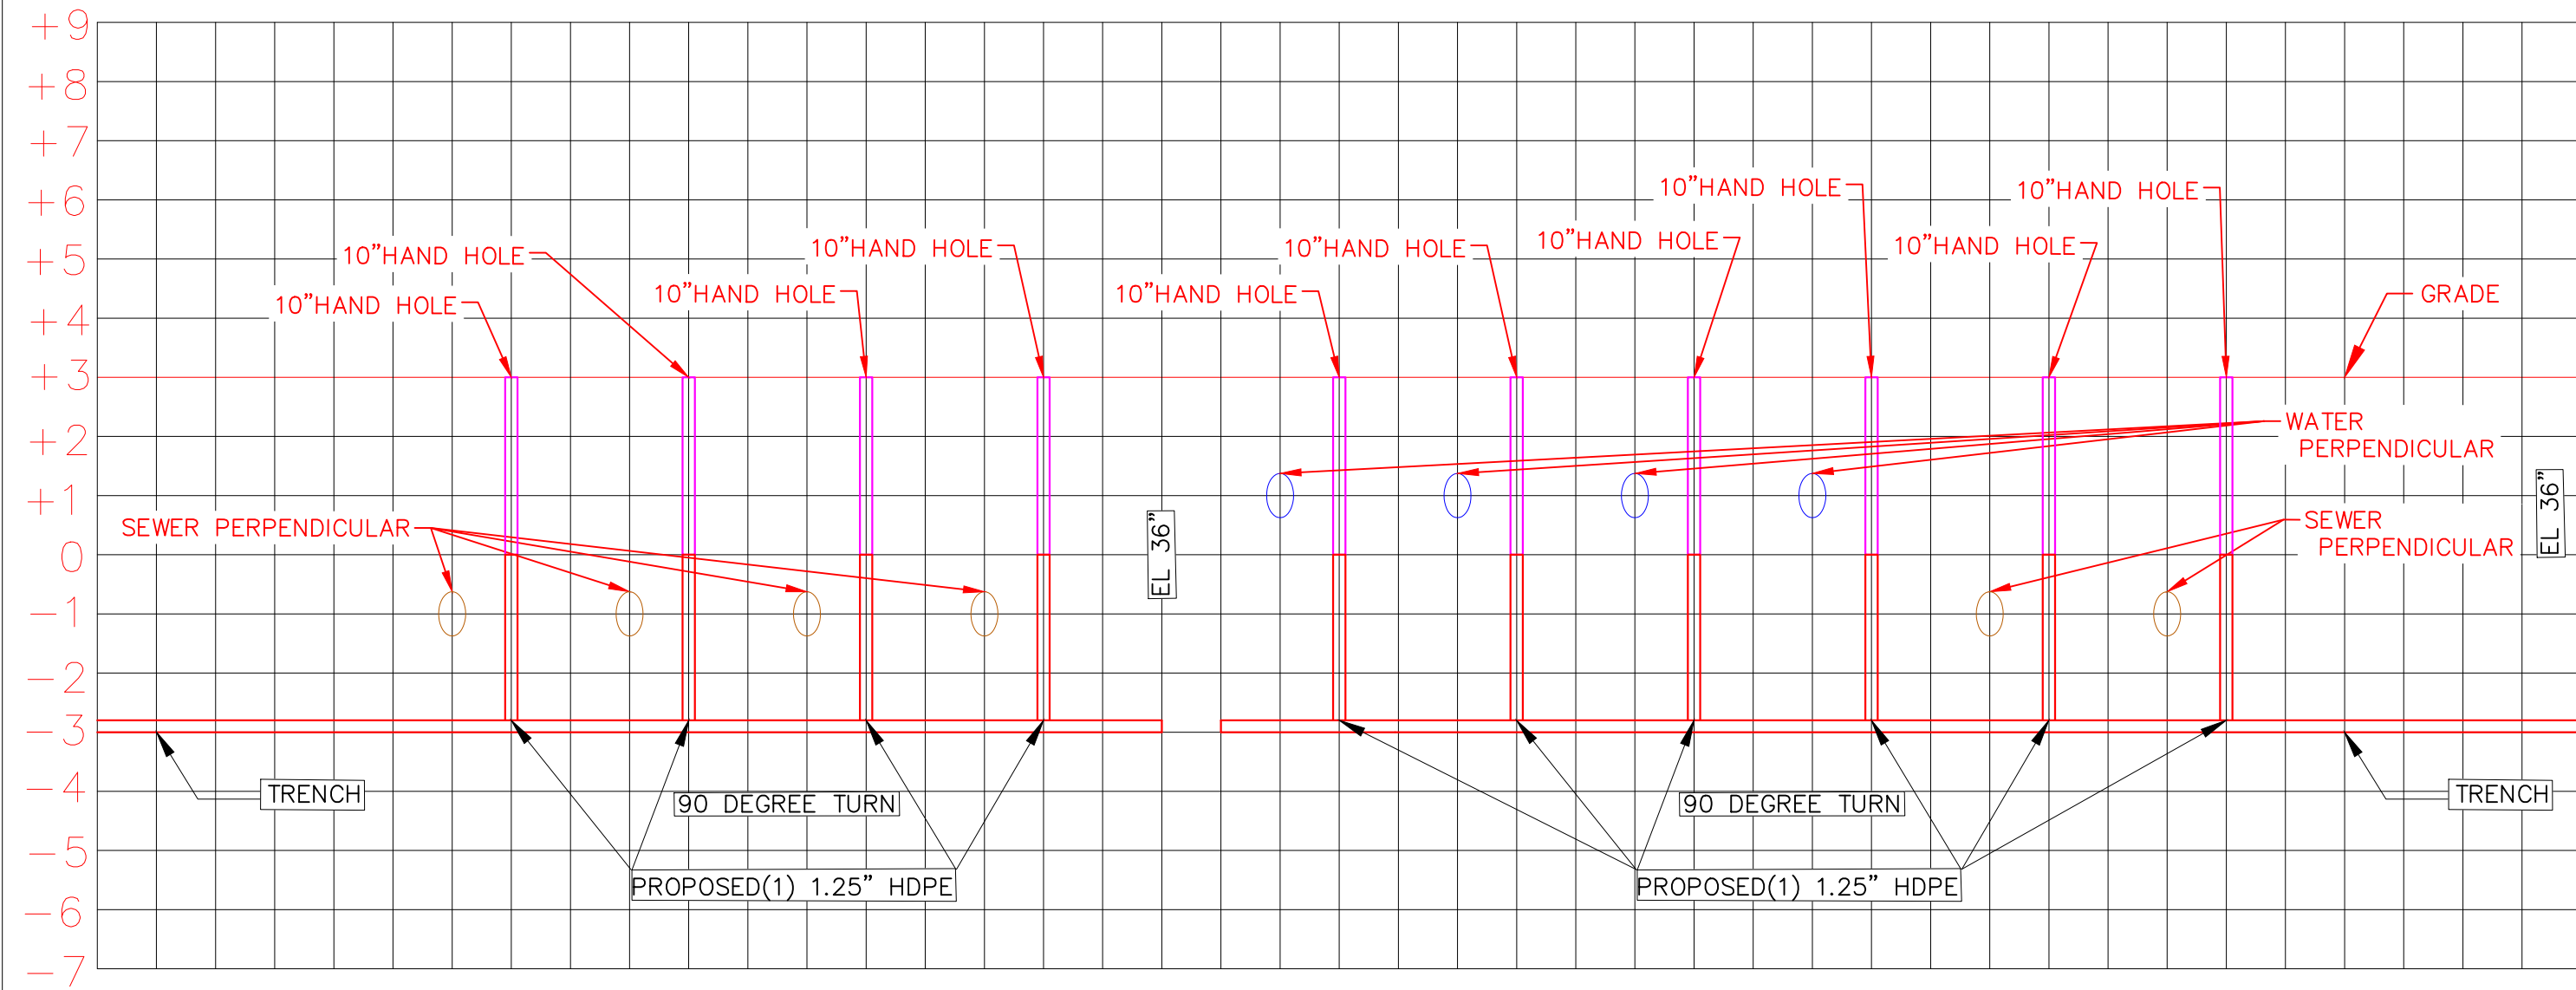 +9
+8
+7
+6
+5
+4
+3
+2
+1
0
-1
-2
-3
-4
-5
-6
-7
10"HAND HOLE
10"HAND HOLE
10"HAND HOLE
10"HAND HOLE
10"HAND HOLE
10"HAND HOLE
10"HAND HOLE
10"HAND HOLE
10"HAND HOLE
10"HAND HOLE
GRADE
WATER
PERPENDICULAR
SEWER PERPENDICULAR
EL 36"
SEWER
PERPENDICULAR
EL 36"
TRENCH
90 DEGREE TURN
PROPOSED(1) 1.25" HDPE
90 DEGREE TURN
PROPOSED(1) 1.25" HDPE
TRENCH